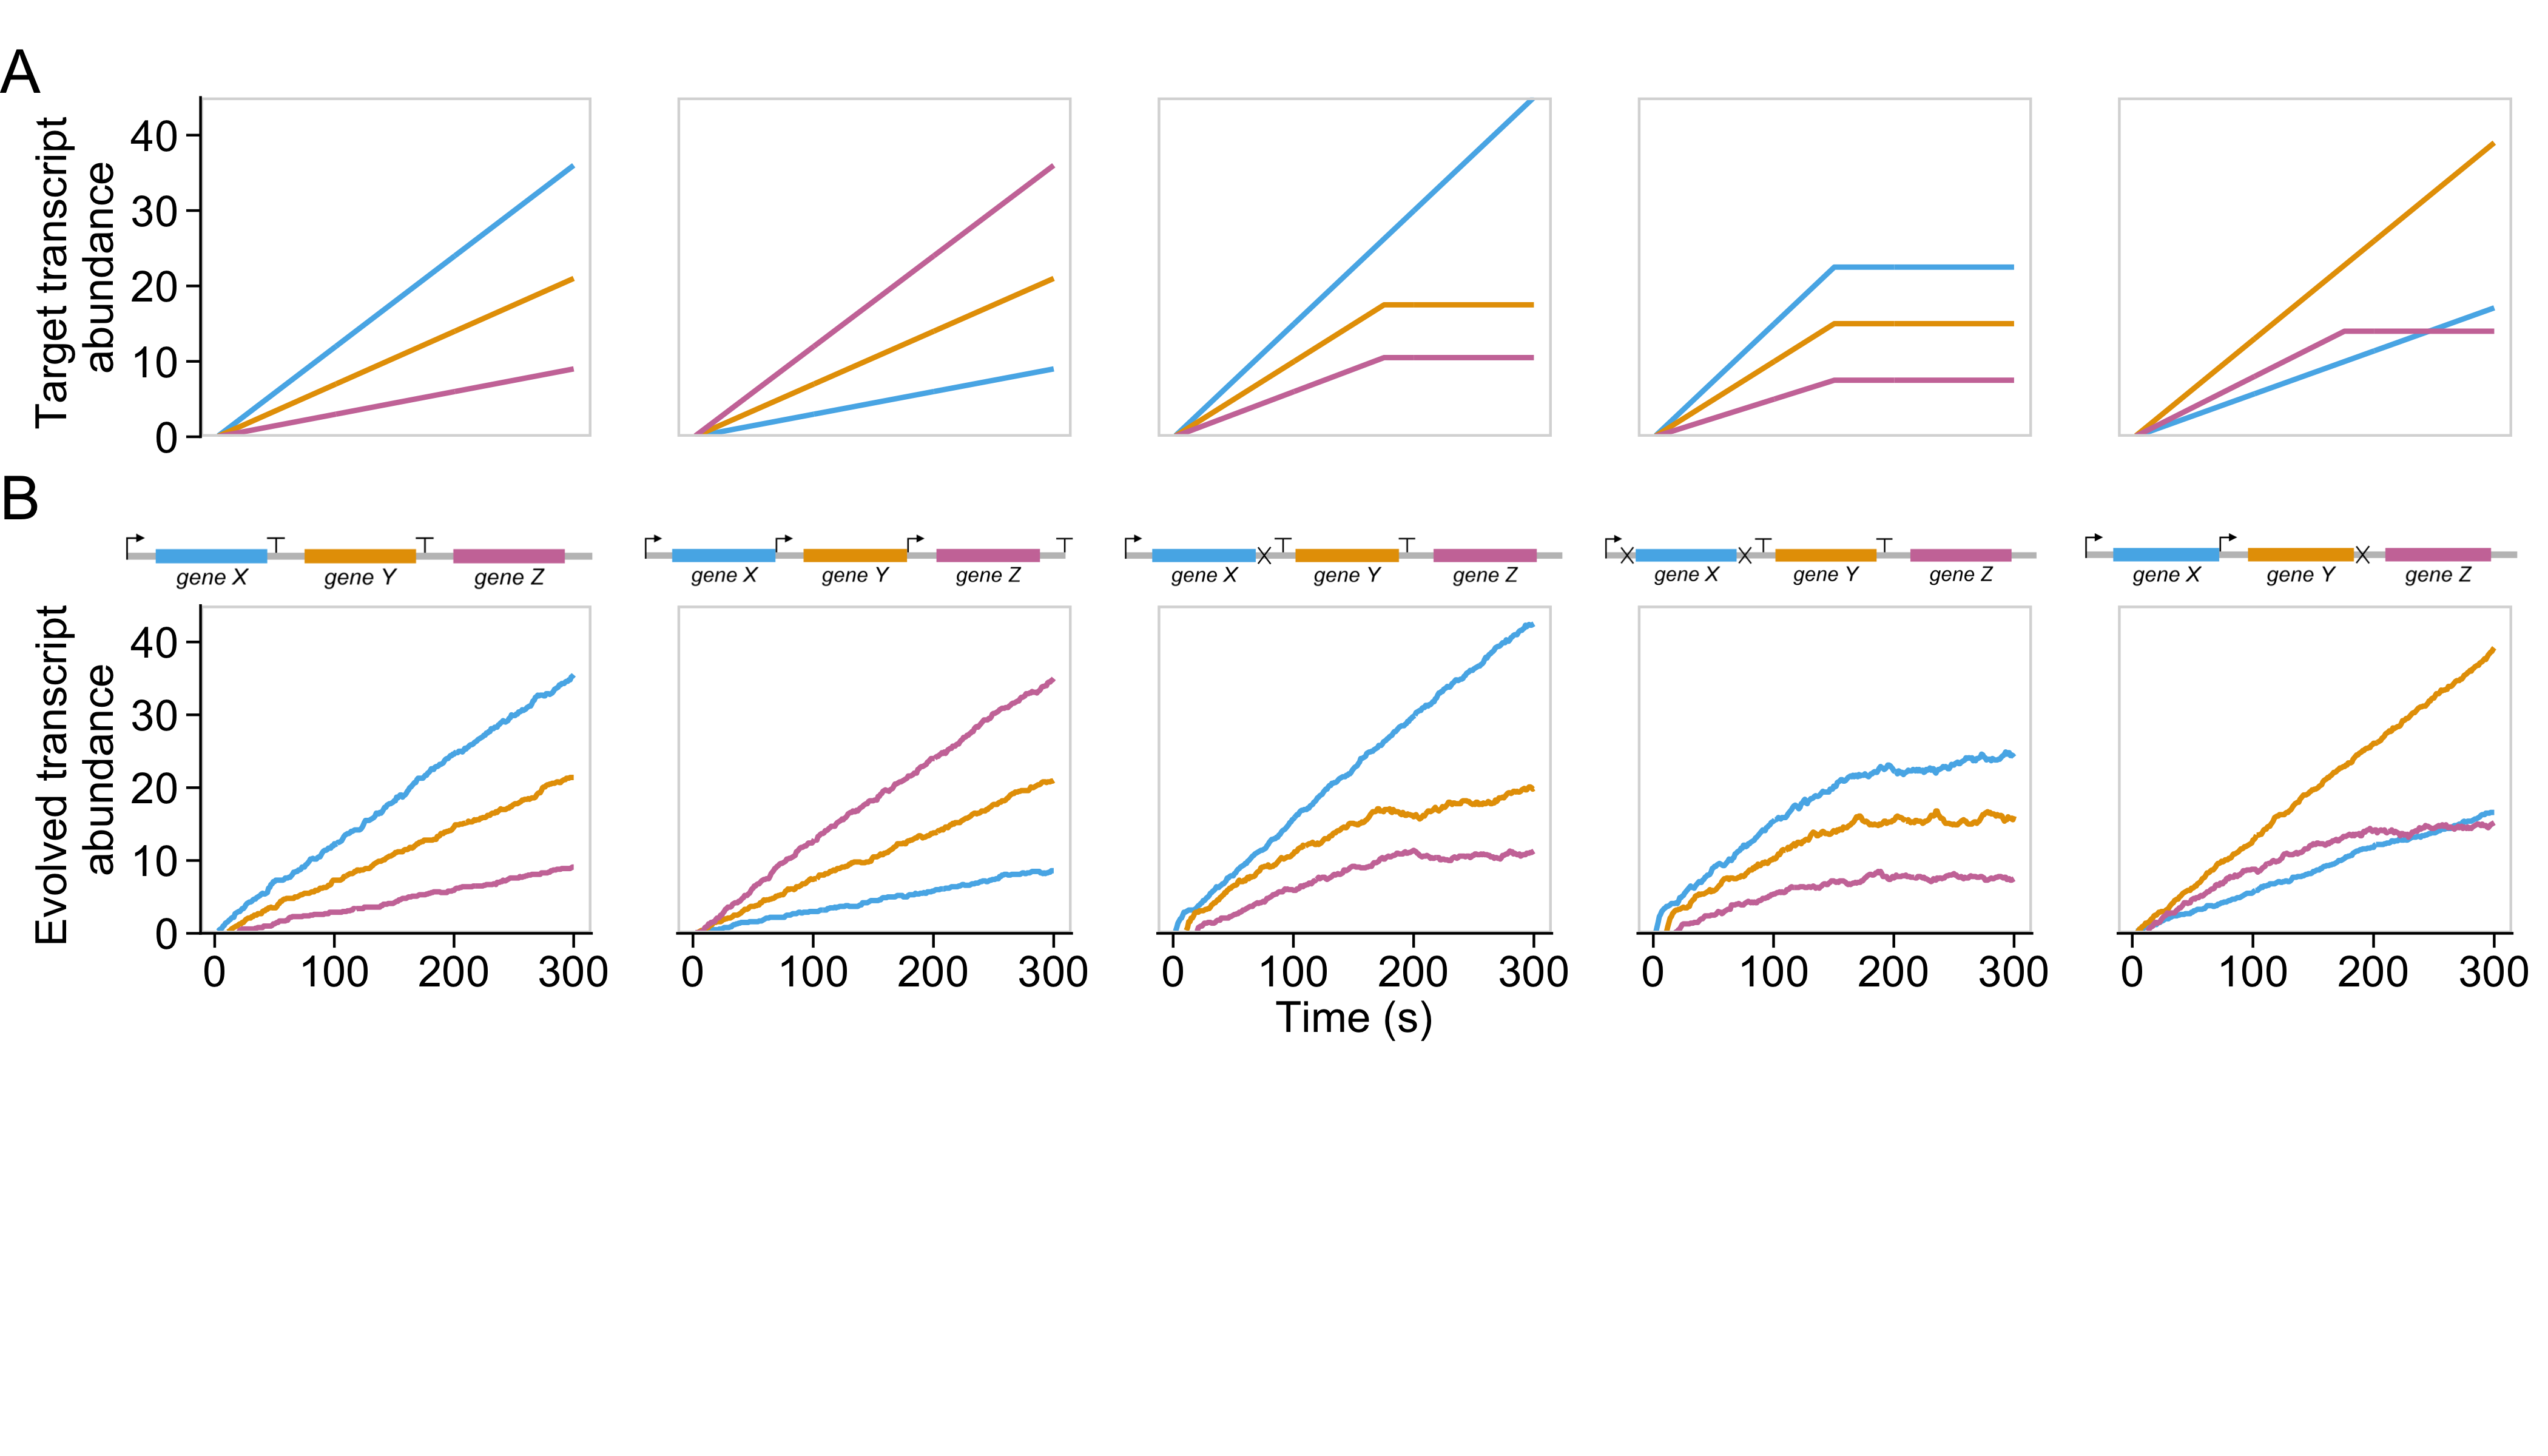 A
Target transcript
abundance
40
30
20
10
0
B
gene X gene Y gene Z
gene X gene Y gene Z
gene X gene Y gene Z
gene X gene Y gene Z
gene X gene Y gene Z
Evolved transcript
abundance
40
30
20
10
0
0 100 200 300
0 100 200 300
0 100 200 300
0 100 200 300
0 100 200 300
Time (s)